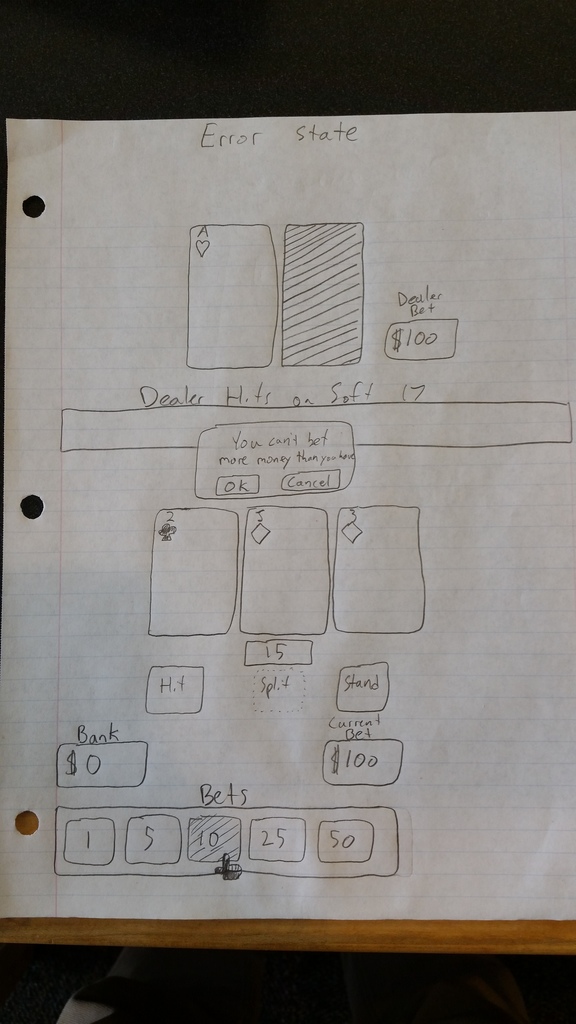 Error state
A
Dealer
Bet
$100
Dealer Hits on Soft 17
You can't bet
more money than you have
OK Cancel
2 J 3
15
Hit Split Stand
Bank
$0
Current
Bet
$100
Bets
1 5 10 25 50